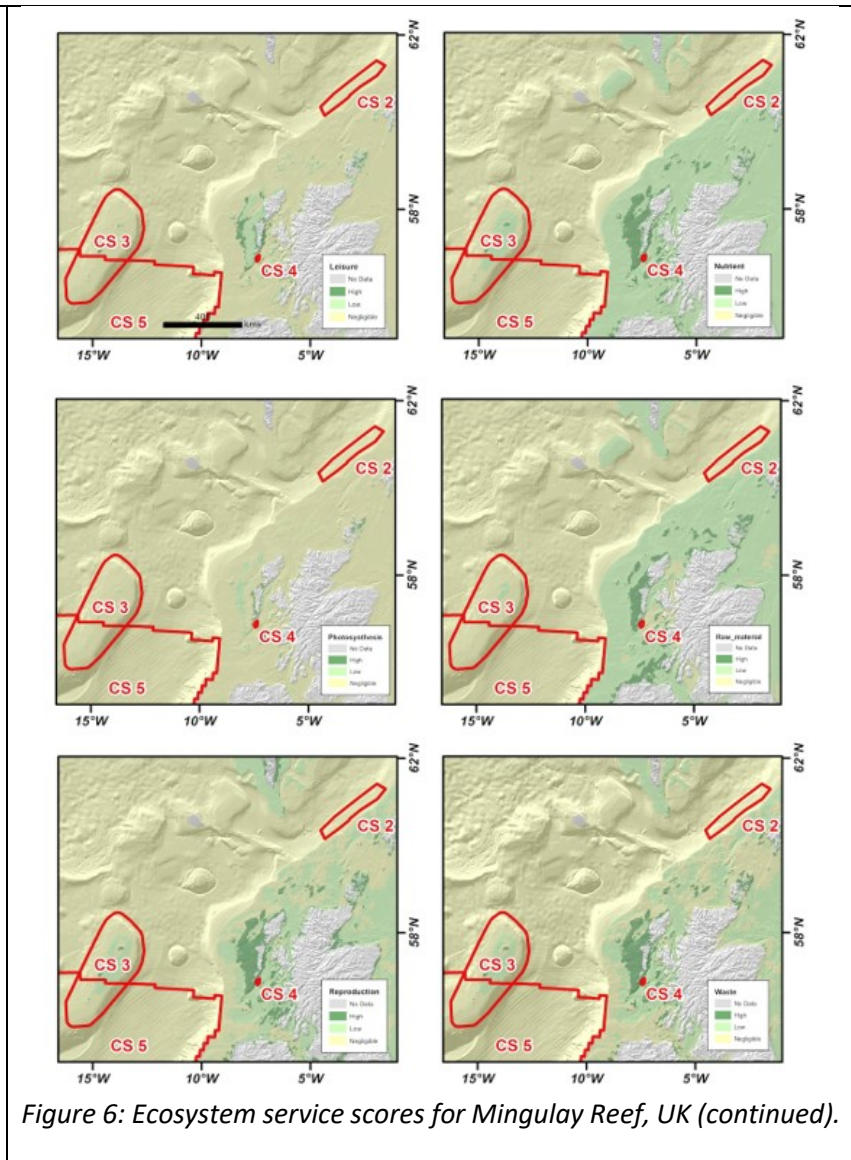 62°N
CS 2
58°N
CS 3
CS 4
Leisure
No Data
High
Low
Negligible
CS 5
kms
15°W
10°W
5°W
62°N
CS 2
58°N
CS 3
CS 4
Nutrient
No Data
High
Low
Negligible
CS 5
15°W
10°W
5°W
62°N
CS 2
58°N
CS 3
CS 4
Photosynthesis
No Data
High
Low
Negligible
CS 5
15°W
10°W
5°W
62°N
CS 2
58°N
CS 3
CS 4
Raw_material
No Data
High
Low
Negligible
CS 5
15°W
10°W
5°W
62°N
CS 2
58°N
CS 3
CS 4
Reproduction
No Data
High
Low
Negligible
CS 5
15°W
10°W
5°W
62°N
CS 2
58°N
CS 3
CS 4
Waste
No Data
High
Low
Negligible
CS 5
15°W
10°W
5°W
Figure 6: Ecosystem service scores for Mingulay Reef, UK (continued).